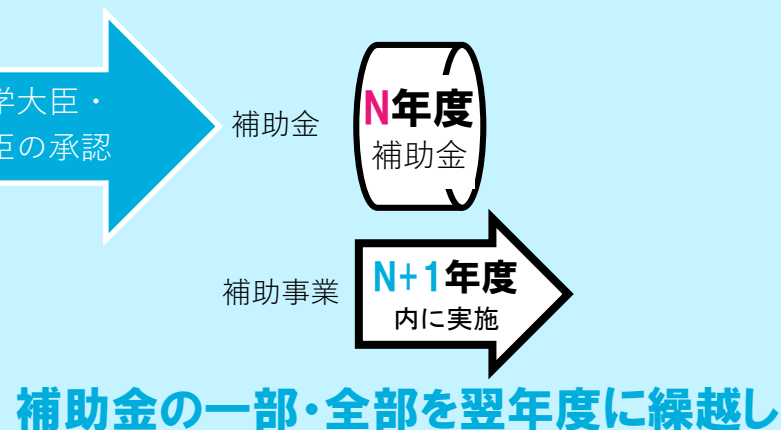 学大臣・
臣の承認
補助金
N年度
補助金
補助事業
N+1年度
内に実施
補助金の一部・全部を翌年度に繰越し